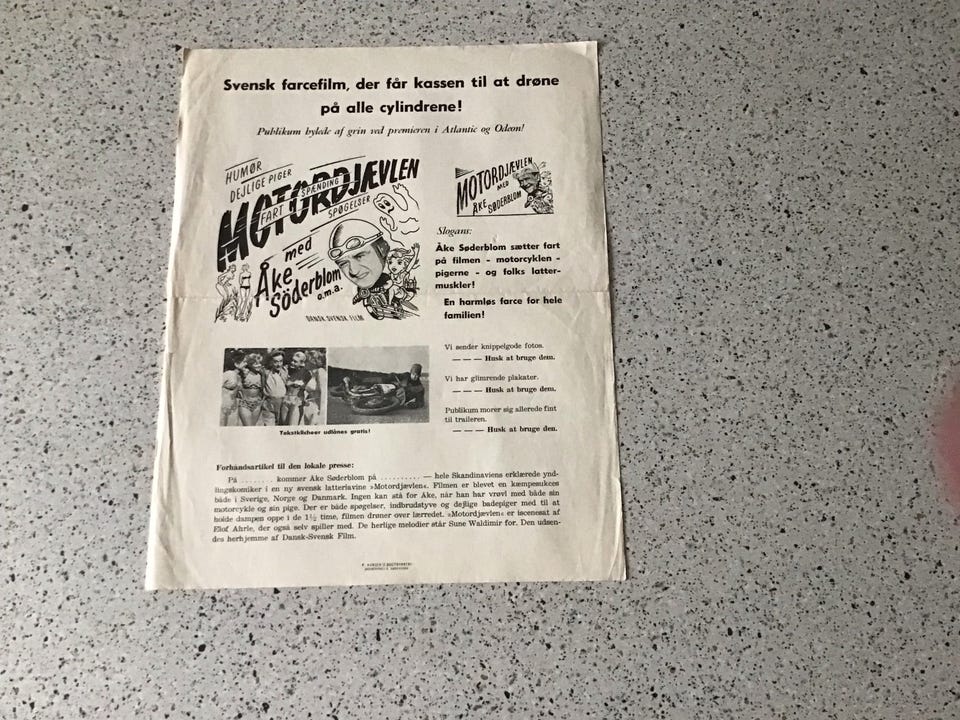 Svensk farcefilm, der får kassen til at drøne
på alle cylindrene!
Publikum hylede af grin ved premieren i Atlantic og Odeon!
HUMØR
DEJLIGE PIGER
SPÆNDING
MOTORDJÆVLEN
FART
SPØGELSER
med
Åke
Söderblom
o.m.a.
DANSK-SVENSK FILM
MOTORDJÆVLEN
MED
ÅKE SØDERBLOM
Slogans:
Åke Søderblom sætter fart
på filmen - motorcyklen -
pigerne - og folks latter-
muskler!
En harmløs farce for hele
familien!
Vi sender knippelgode fotos.
— — — Husk at bruge dem.
Vi har glimrende plakater.
— — — Husk at bruge dem.
Publikum morer sig allerede fint
til traileren.
— — — Husk at bruge den.
Tekstklicheer udlånes gratis!
Forhåndsartikel til den lokale presse:
På ........ kommer Åke Søderblom på .......... — hele Skandinaviens erklærede ynd-
lingskomiker i en ny svensk latterlavine »Motordjævlen«. Filmen er blevet en kæmpesukces
både i Sverige, Norge og Danmark. Ingen kan stå for Åke, når han har vrøvl med både sin
motorcykle og sin pige. Der er både spøgelser, indbrudstyve og dejlige badepiger med til at
holde dampen oppe i de 1½ time, filmen drøner over lærredet. »Motordjævlen« er iscenesat af
Elof Ahrle, der også selv spiller med. De herlige melodier står Sune Waldimir for. Den udsen-
des herhjemme af Dansk-Svensk Film.